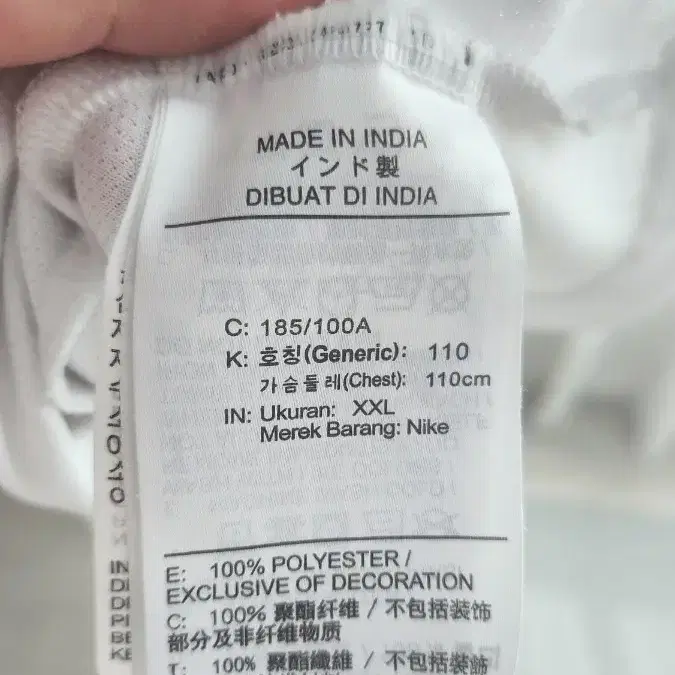 MADE IN INDIA
インド製
DIBUAT DI INDIA
C: 185/100A
K: 호칭(Generic): 110
가슴둘레(Chest): 110cm
IN: Ukuran: XXL
Merek Barang: Nike
E: 100% POLYESTER /
EXCLUSIVE OF DECORATION
C: 100% 聚酯纤维 / 不包括装饰
部分及非纤维物质
T: 100% 聚酯纖維 / 不包括裝飾